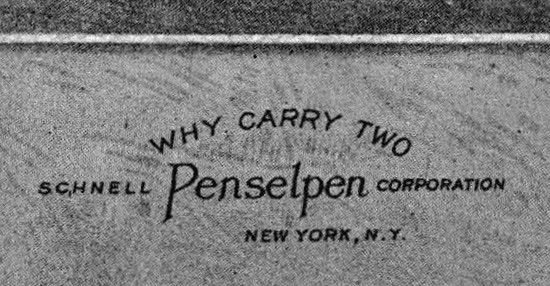 WHY CARRY TWO
SCHNELL Penselpen CORPORATION
NEW YORK, N.Y.